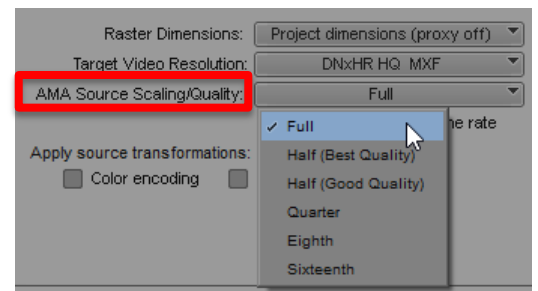 Raster Dimensions: Project dimensions (proxy off)
Target Video Resolution: DNxHR HQ MXF
AMA Source Scaling/Quality: Full
✓ Full
rate
Apply source transformations:
Half (Best Quality)
Color encoding
Half (Good Quality)
Quarter
Eighth
Sixteenth